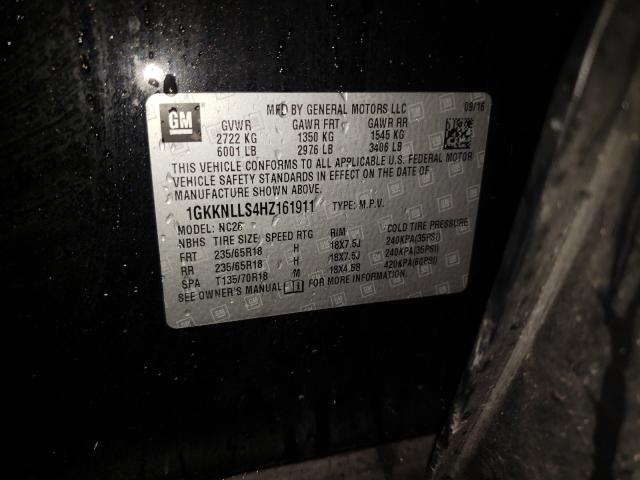 GM
MFD BY GENERAL MOTORS LLC 09/16
GVWR GAWR FRT GAWR RR
2722 KG 1350 KG 1545 KG
6001 LB 2976 LB 3406 LB
THIS VEHICLE CONFORMS TO ALL APPLICABLE U.S. FEDERAL MOTOR
VEHICLE SAFETY STANDARDS IN EFFECT ON THE DATE OF
MANUFACTURE SHOWN ABOVE.
1GKKNLLS4HZ161911 TYPE: M.P.V.
MODEL: NC26
NBHS TIRE SIZE SPEED RTG RIM COLD TIRE PRESSURE
FRT 235/65R18 H 18X7.5J 240KPA(35PSI)
RR 235/65R18 H 18X7.5J 240KPA(35PSI)
SPA T135/70R18 M 18X4.5B 420KPA(60PSI)
SEE OWNER'S MANUAL FOR MORE INFORMATION.